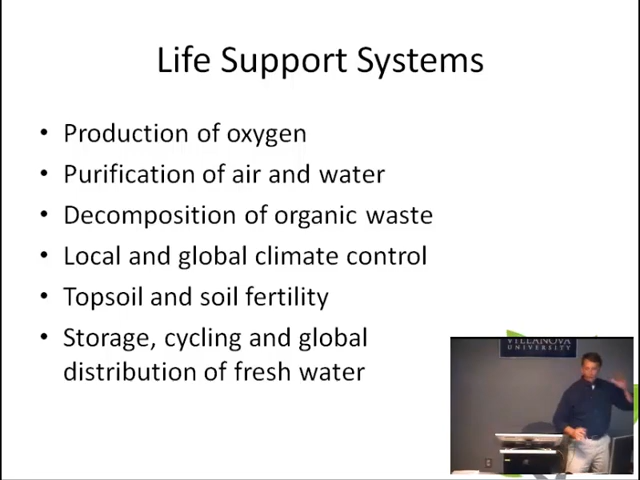 Life Support Systems
• Production of oxygen
• Purification of air and water
• Decomposition of organic waste
• Local and global climate control
• Topsoil and soil fertility
• Storage, cycling and global
distribution of fresh water
VILLANOVA
UNIVERSITY